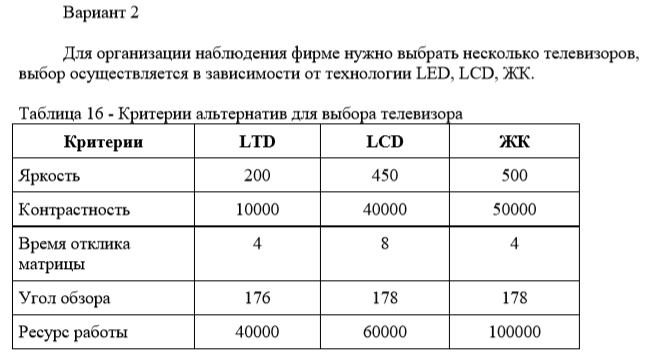 Вариант 2
Для организации наблюдения фирме нужно выбрать несколько телевизоров,
выбор осуществляется в зависимости от технологии LED, LCD, ЖК.
Таблица 16 - Критерии альтернатив для выбора телевизора
Критерии LTD LCD ЖК
Яркость 200 450 500
Контрастность 10000 40000 50000
Время отклика 4 8 4
матрицы
Угол обзора 176 178 178
Ресурс работы 40000 60000 100000